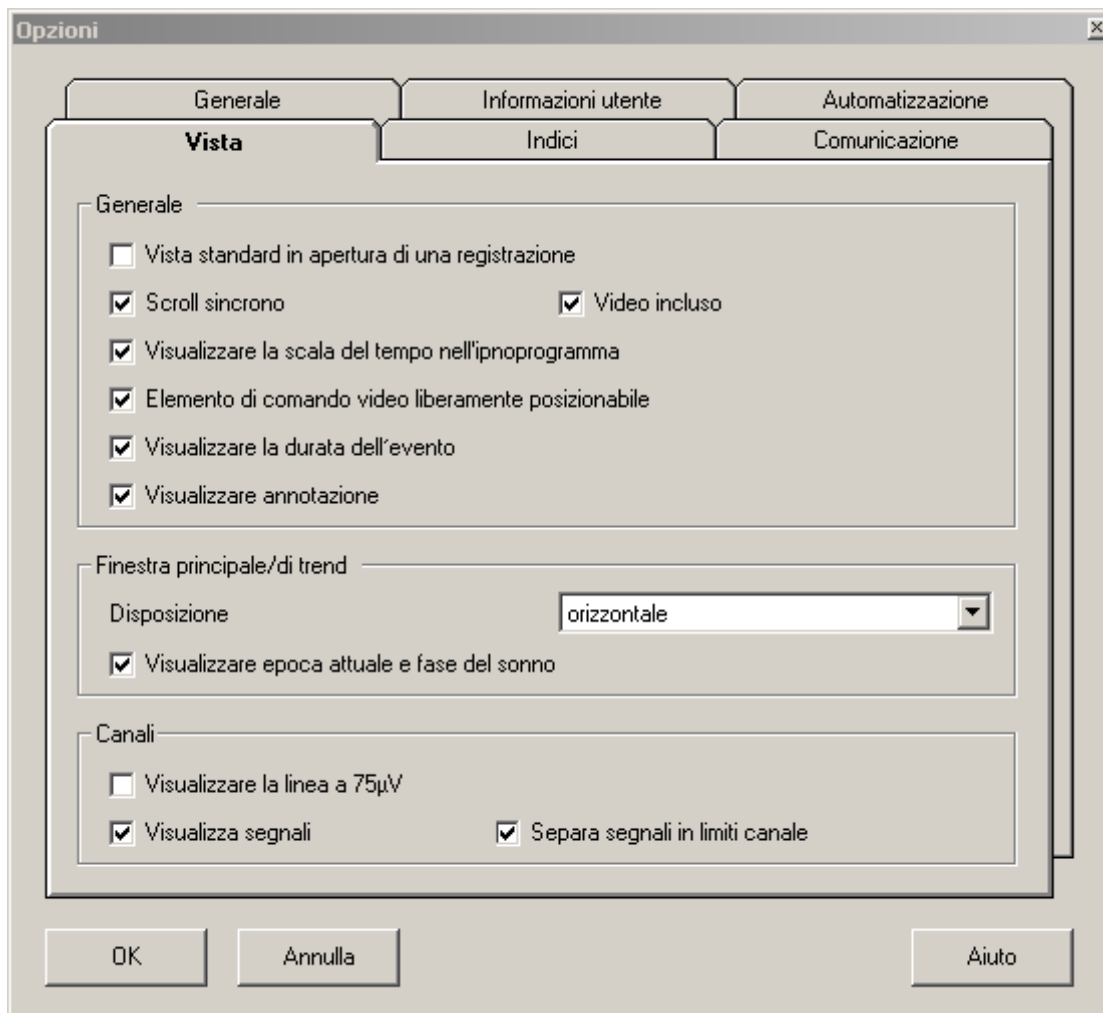 Opzioni
Generale Informazioni utente Automatizzazione
Vista Indici Comunicazione
Generale
Vista standard in apertura di una registrazione
Scroll sincrono Video incluso
Visualizzare la scala del tempo nell'ipnoprogramma
Elemento di comando video liberamente posizionabile
Visualizzare la durata dell´evento
Visualizzare annotazione
Finestra principale/di trend
Disposizione orizzontale
Visualizzare epoca attuale e fase del sonno
Canali
Visualizzare la linea a 75µV
Visualizza segnali Separa segnali in limiti canale
OK Annulla Aiuto